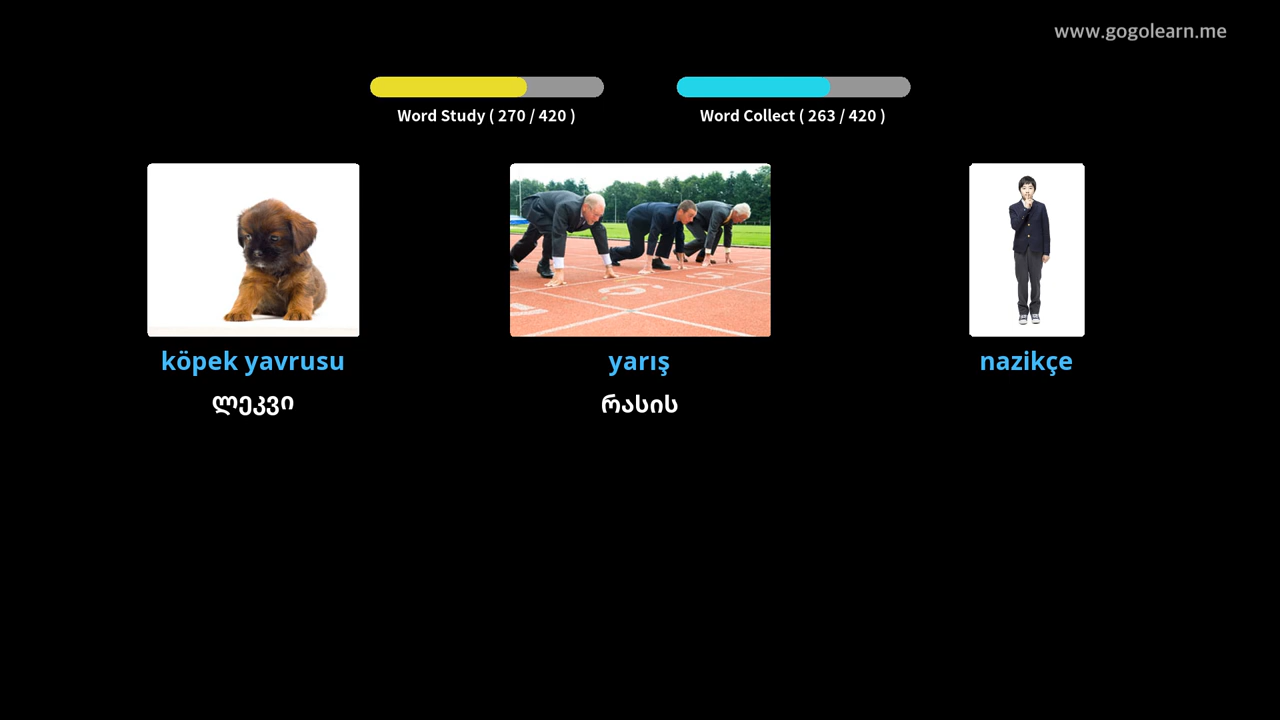 www.gogolearn.me
Word Study ( 270 / 420 )
Word Collect ( 263 / 420 )
köpek yavrusu
yarış
nazikçe
ლეკვი
რასის